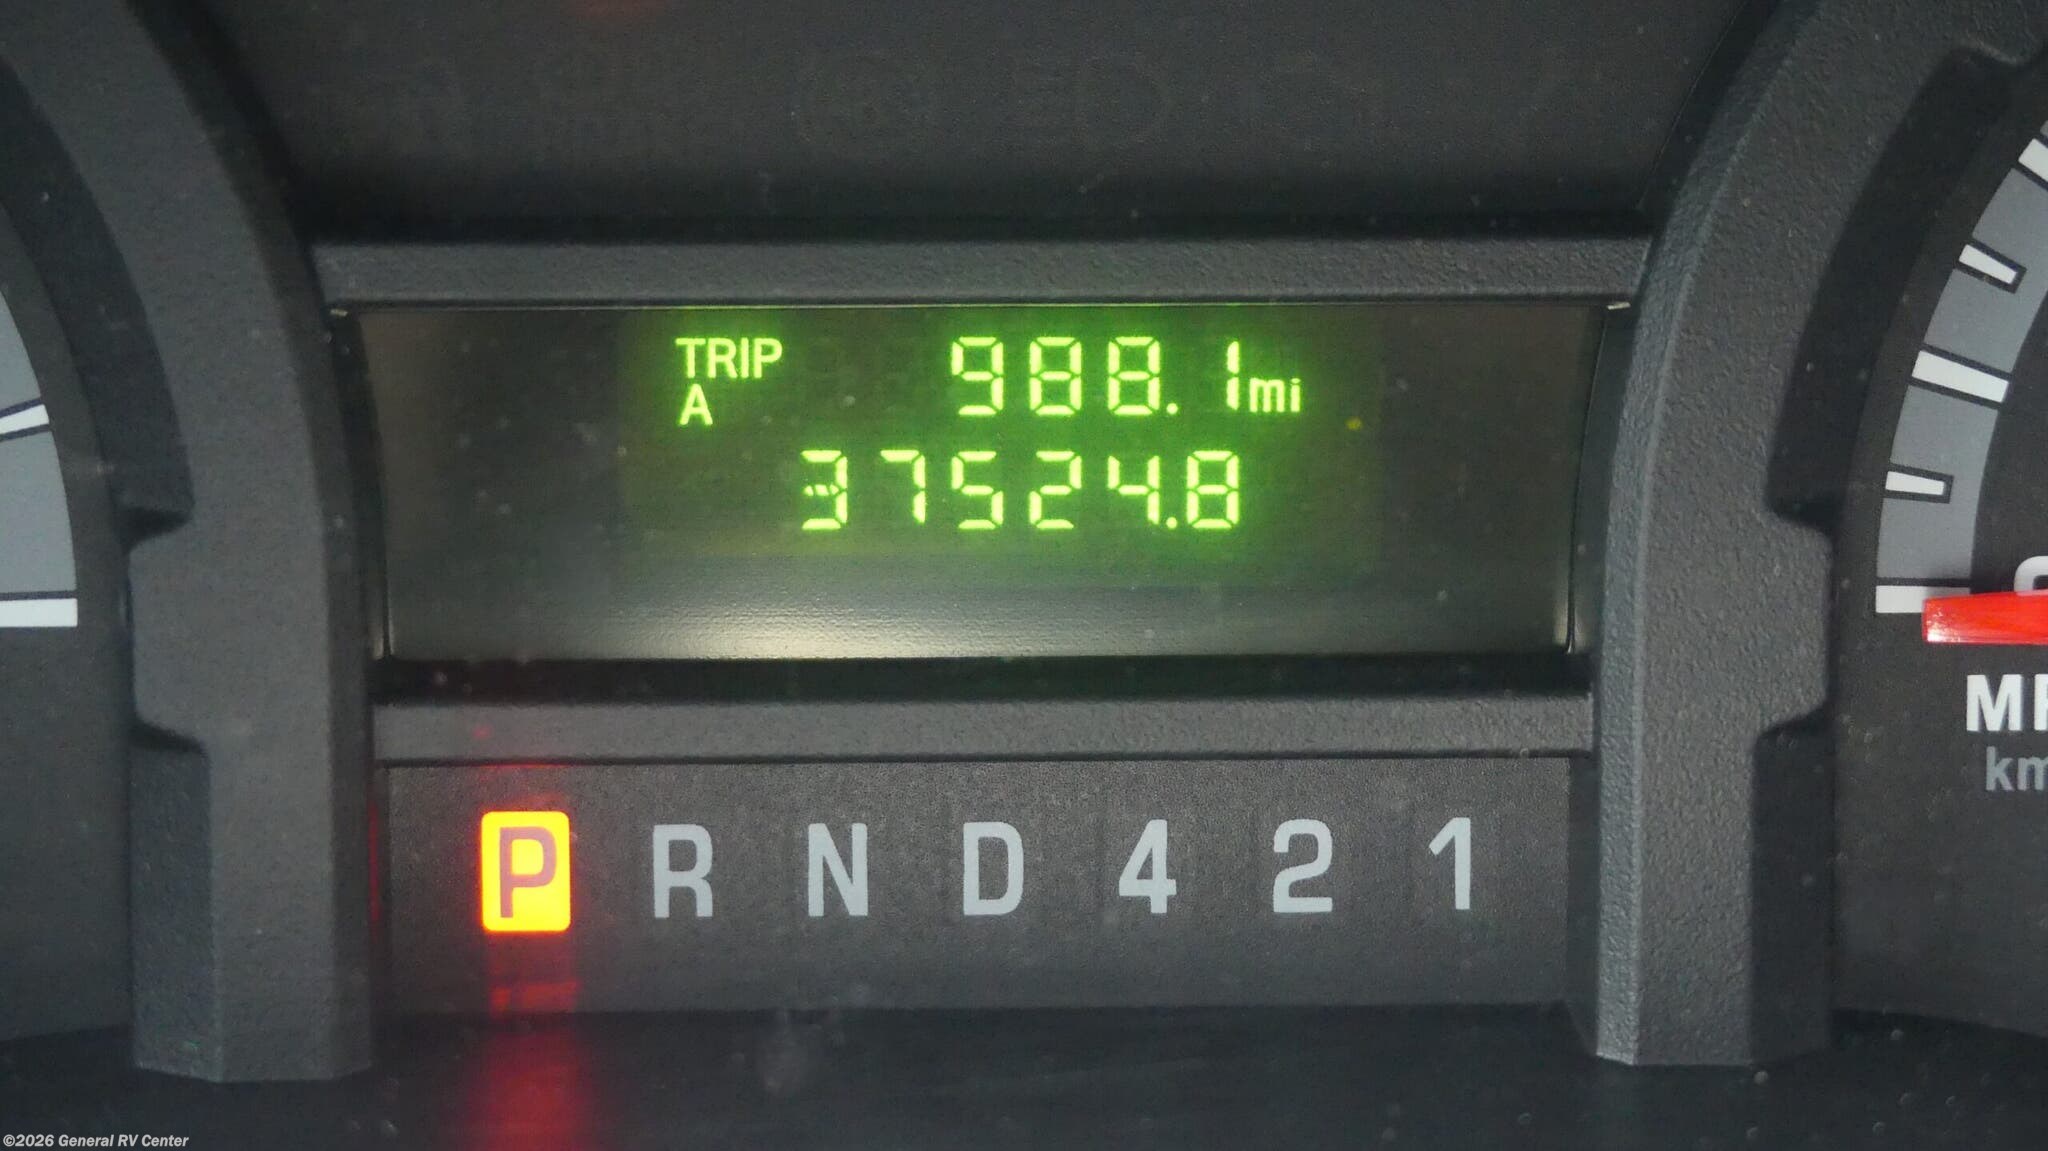 TRIP 988.1mi
A
37524.8
P R N D 4 2 1
©2026 General RV Center